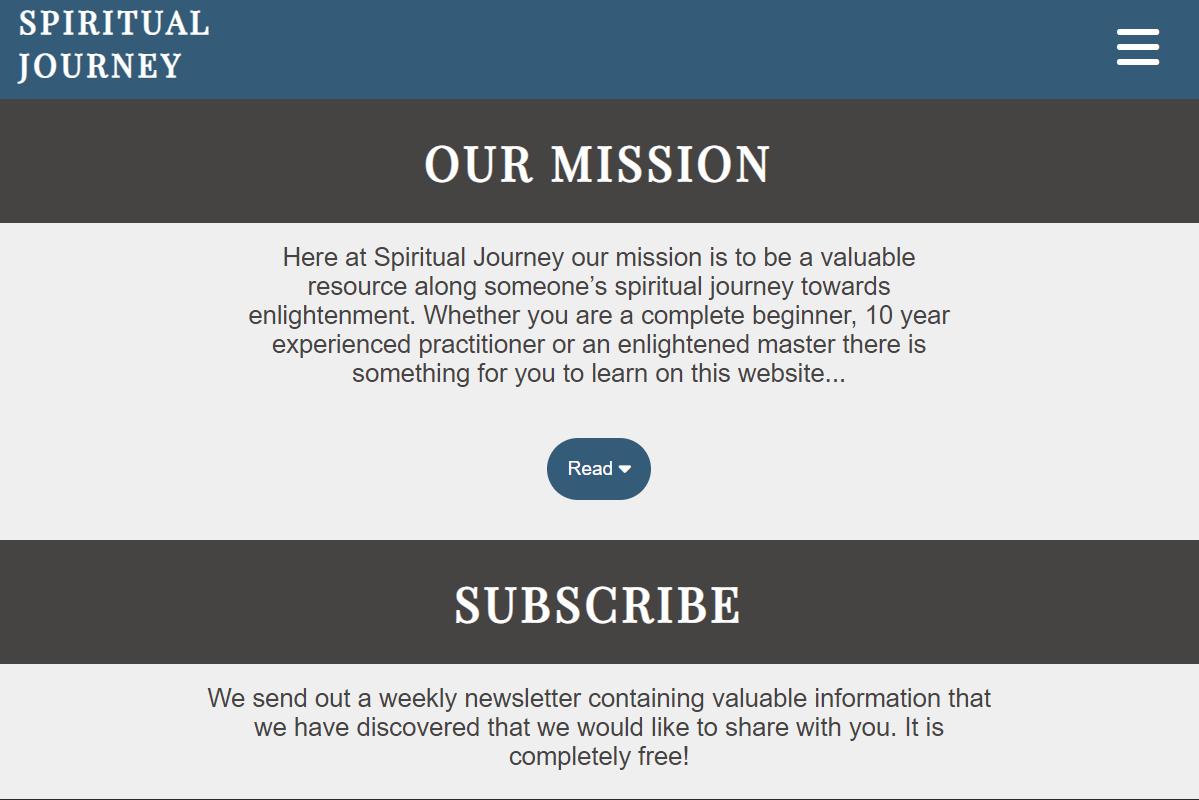 SPIRITUAL
JOURNEY
OUR MISSION
Here at Spiritual Journey our mission is to be a valuable
resource along someone’s spiritual journey towards
enlightenment. Whether you are a complete beginner, 10 year
experienced practitioner or an enlightened master there is
something for you to learn on this website...
Read
SUBSCRIBE
We send out a weekly newsletter containing valuable information that
we have discovered that we would like to share with you. It is
completely free!